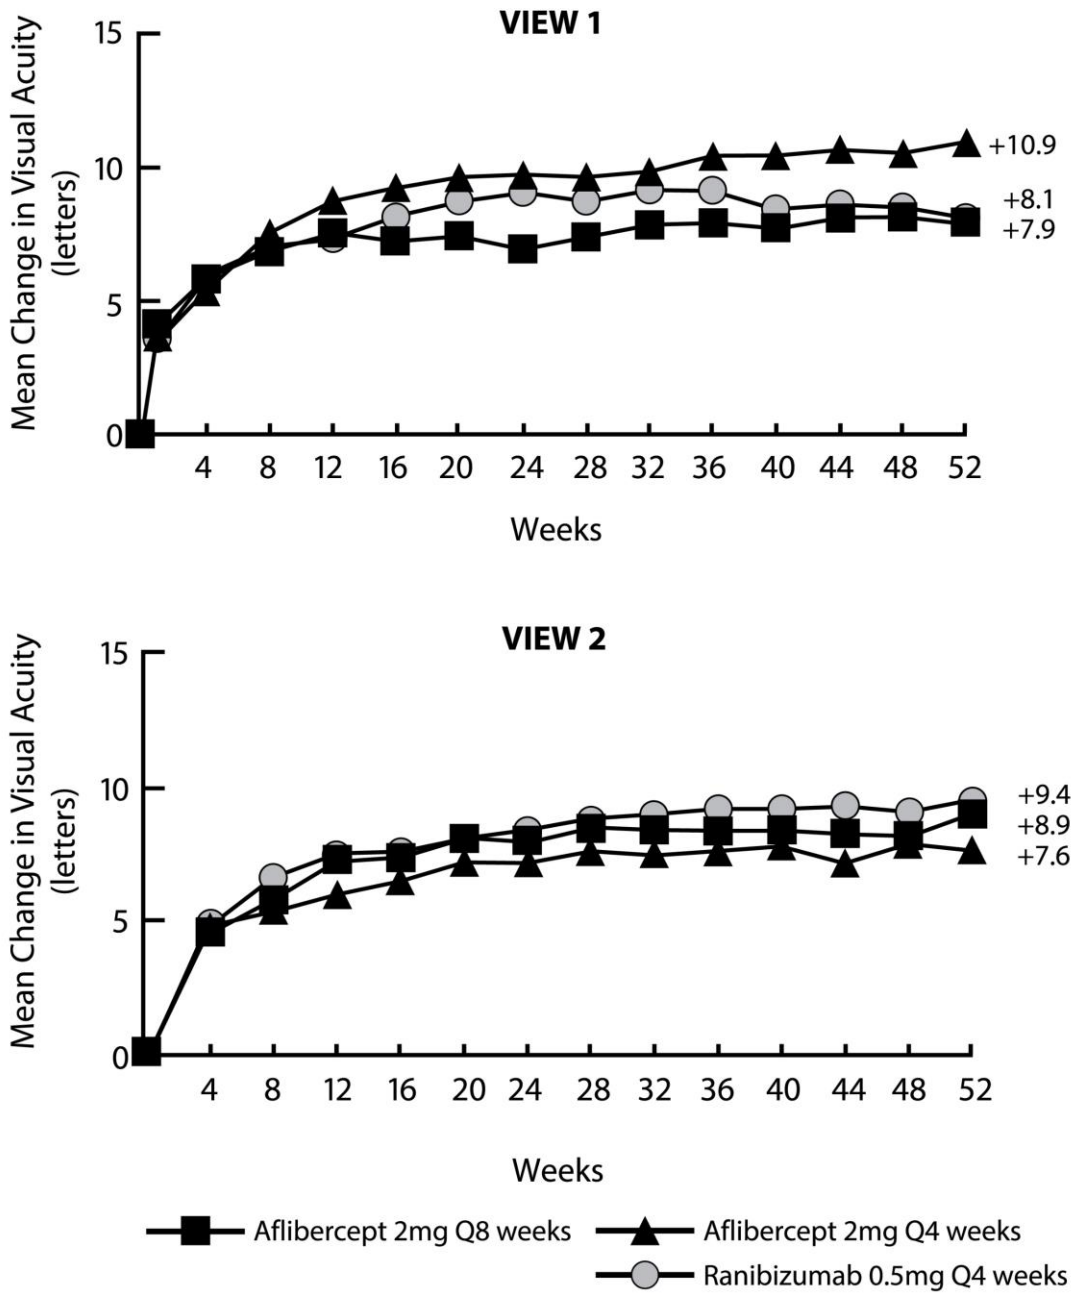 VIEW 1
Mean Change in Visual Acuity
(letters)
15
10
5
0
+10.9
+8.1
+7.9
4 8 12 16 20 24 28 32 36 40 44 48 52
Weeks
VIEW 2
Mean Change in Visual Acuity
(letters)
15
10
5
0
+9.4
+8.9
+7.6
4 8 12 16 20 24 28 32 36 40 44 48 52
Weeks
Aflibercept 2mg Q8 weeks
Aflibercept 2mg Q4 weeks
Ranibizumab 0.5mg Q4 weeks